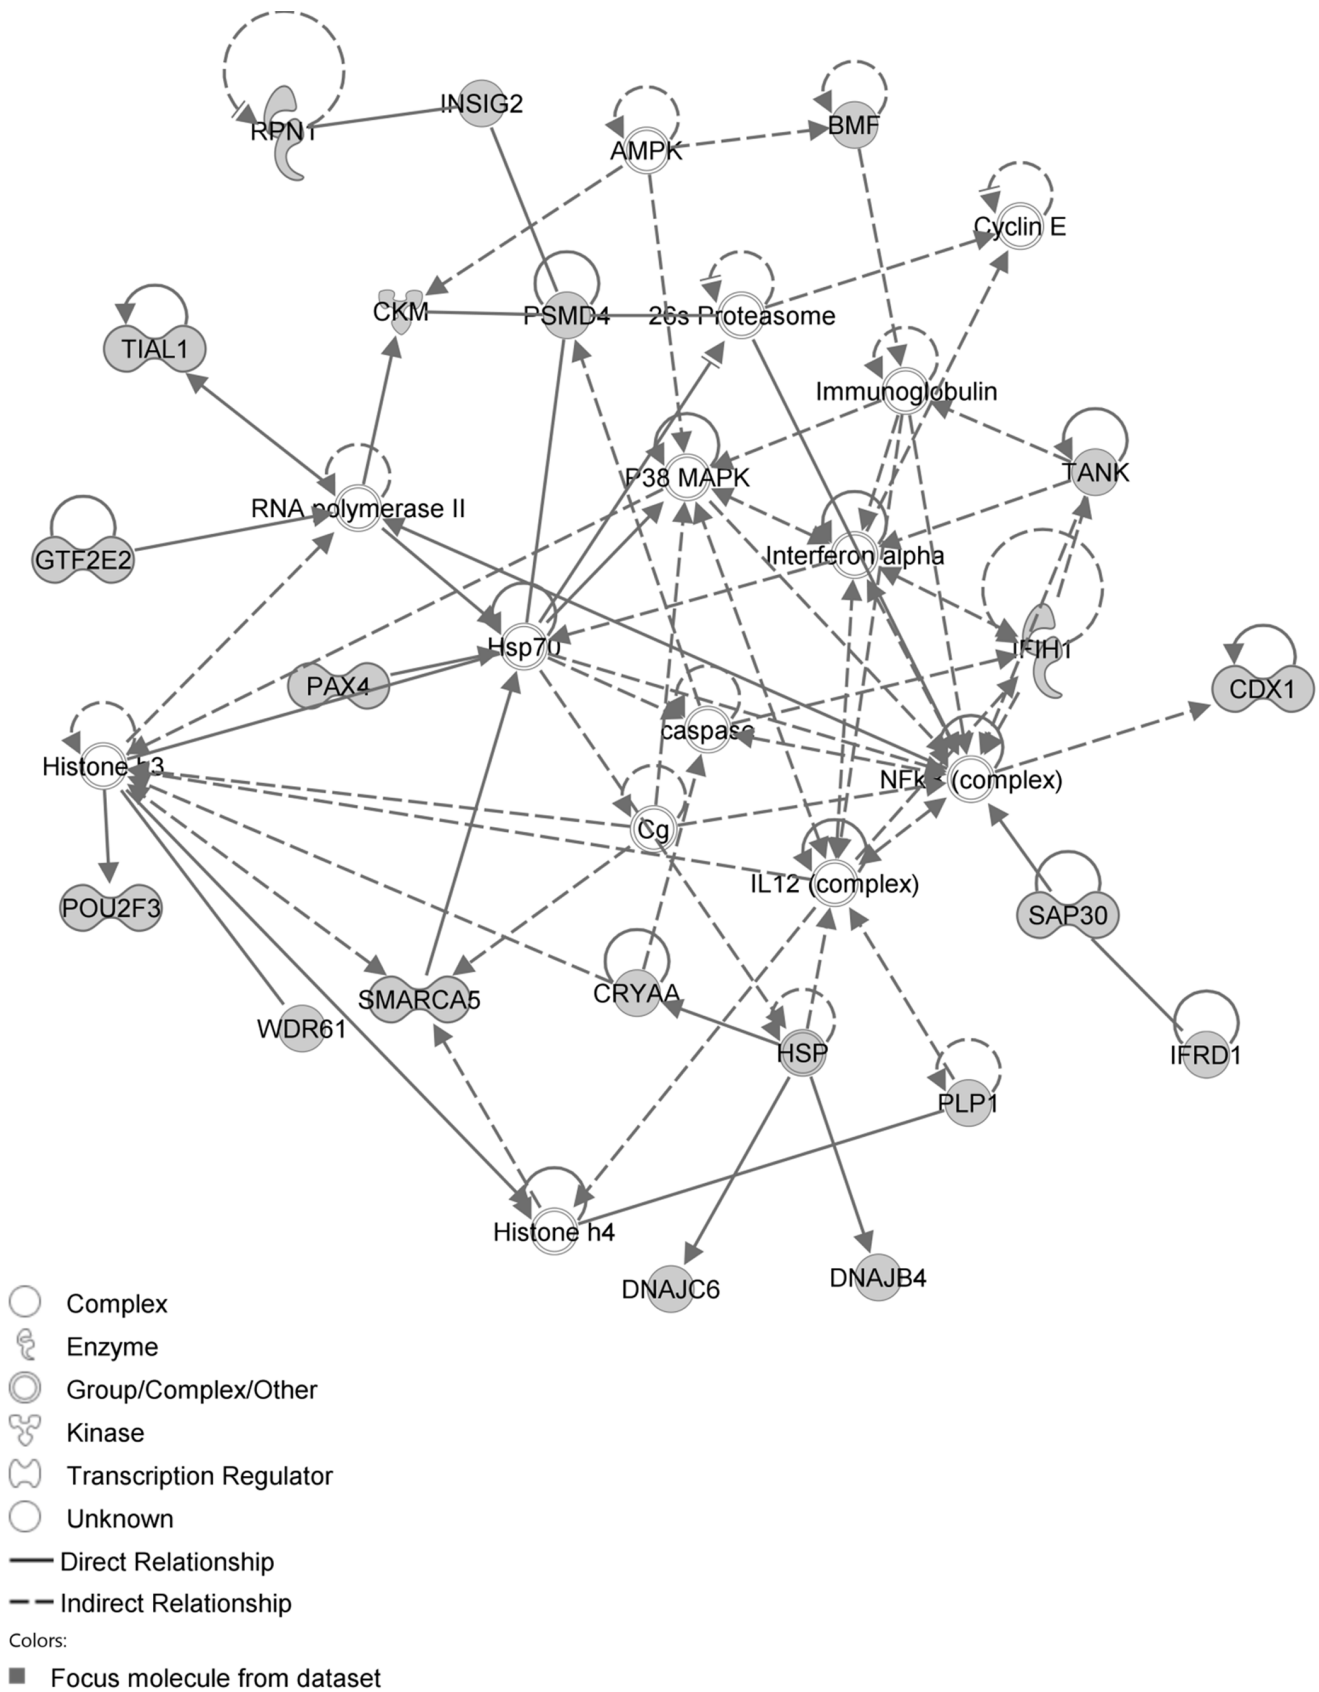 INSIG2
RPN1
BMF
AMPK
Cyclin E
CKM
PSMD4
26s Proteasome
TIAL1
Immunoglobulin
TANK
P38 MAPK
RNA polymerase II
GTF2E2
Interferon alpha
Hsp70
IFIH1
PAX4
CDX1
caspase
Histone h3
NFkB (complex)
Cg
IL12 (complex)
POU2F3
SAP30
CRYAA
SMARCA5
WDR61
HSP
IFRD1
PLP1
Histone h4
DNAJB4
DNAJC6
Complex
Enzyme
Group/Complex/Other
Kinase
Transcription Regulator
Unknown
Direct Relationship
Indirect Relationship
Colors:
Focus molecule from dataset